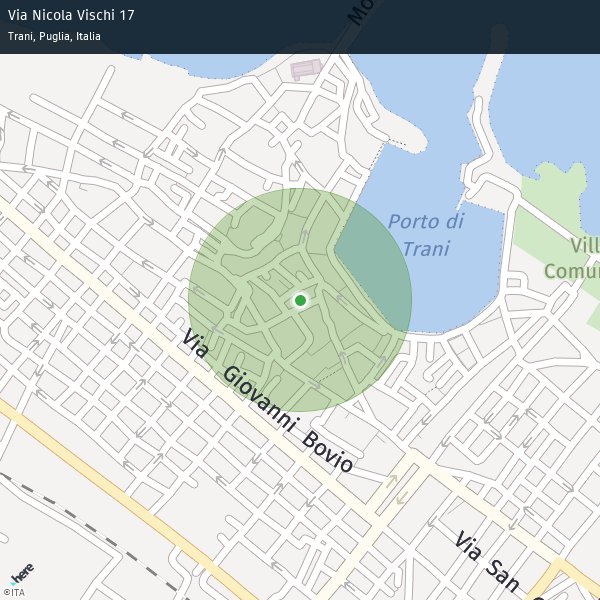 Via Nicola Vischi 17
Trani, Puglia, Italia
Mo
Porto di
Trani
Vill
Comun
Via Giovanni Bovio
Via San
here
©ITA